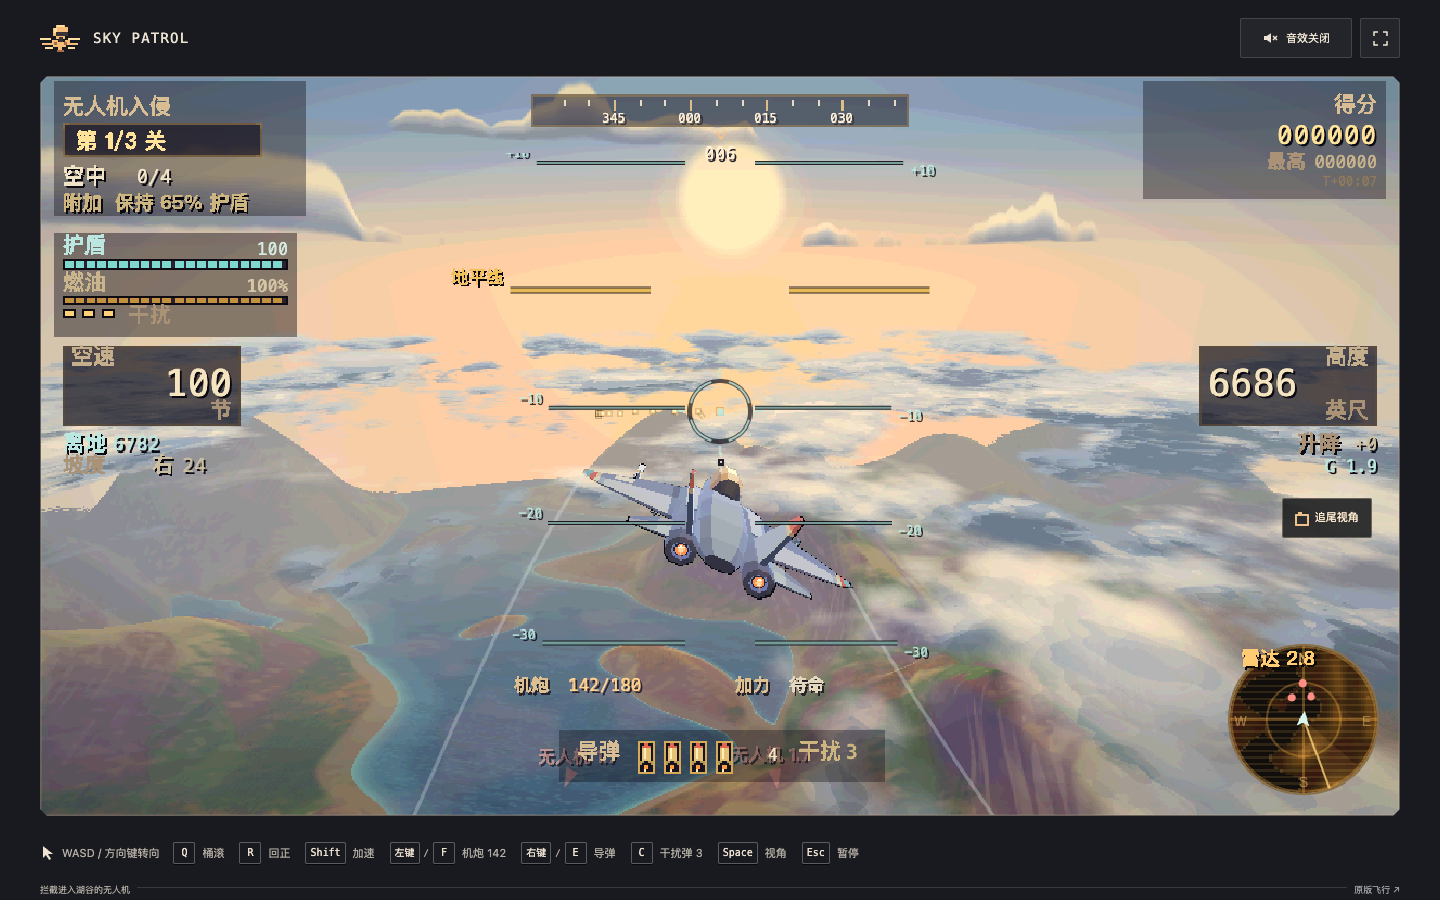 SKY PATROL
音效关闭
无人机入侵
第 1/3 关
空中 0/4
附加 保持 65% 护盾
345 000 015 030
006
得分
000000
最高 000000
T+00:07
+10 +10
护盾 100
燃油 100%
干扰
地平线
空速
100
节
离地 6782
右 24
高度
6686
英尺
升降 +0
G 1.9
-10 -10
-20 -20
-30 -30
追尾视角
机炮 142/180 加力 待命
导弹 4 干扰 3
雷达 2.8
W E
S
WASD / 方向键转向 Q 桶滚 R 回正 Shift 加速 左键 / F 机炮 142 右键 / E 导弹 C 干扰弹 3 Space 视角 Esc 暂停
拦截进入湖谷的无人机
原版飞行 ↗